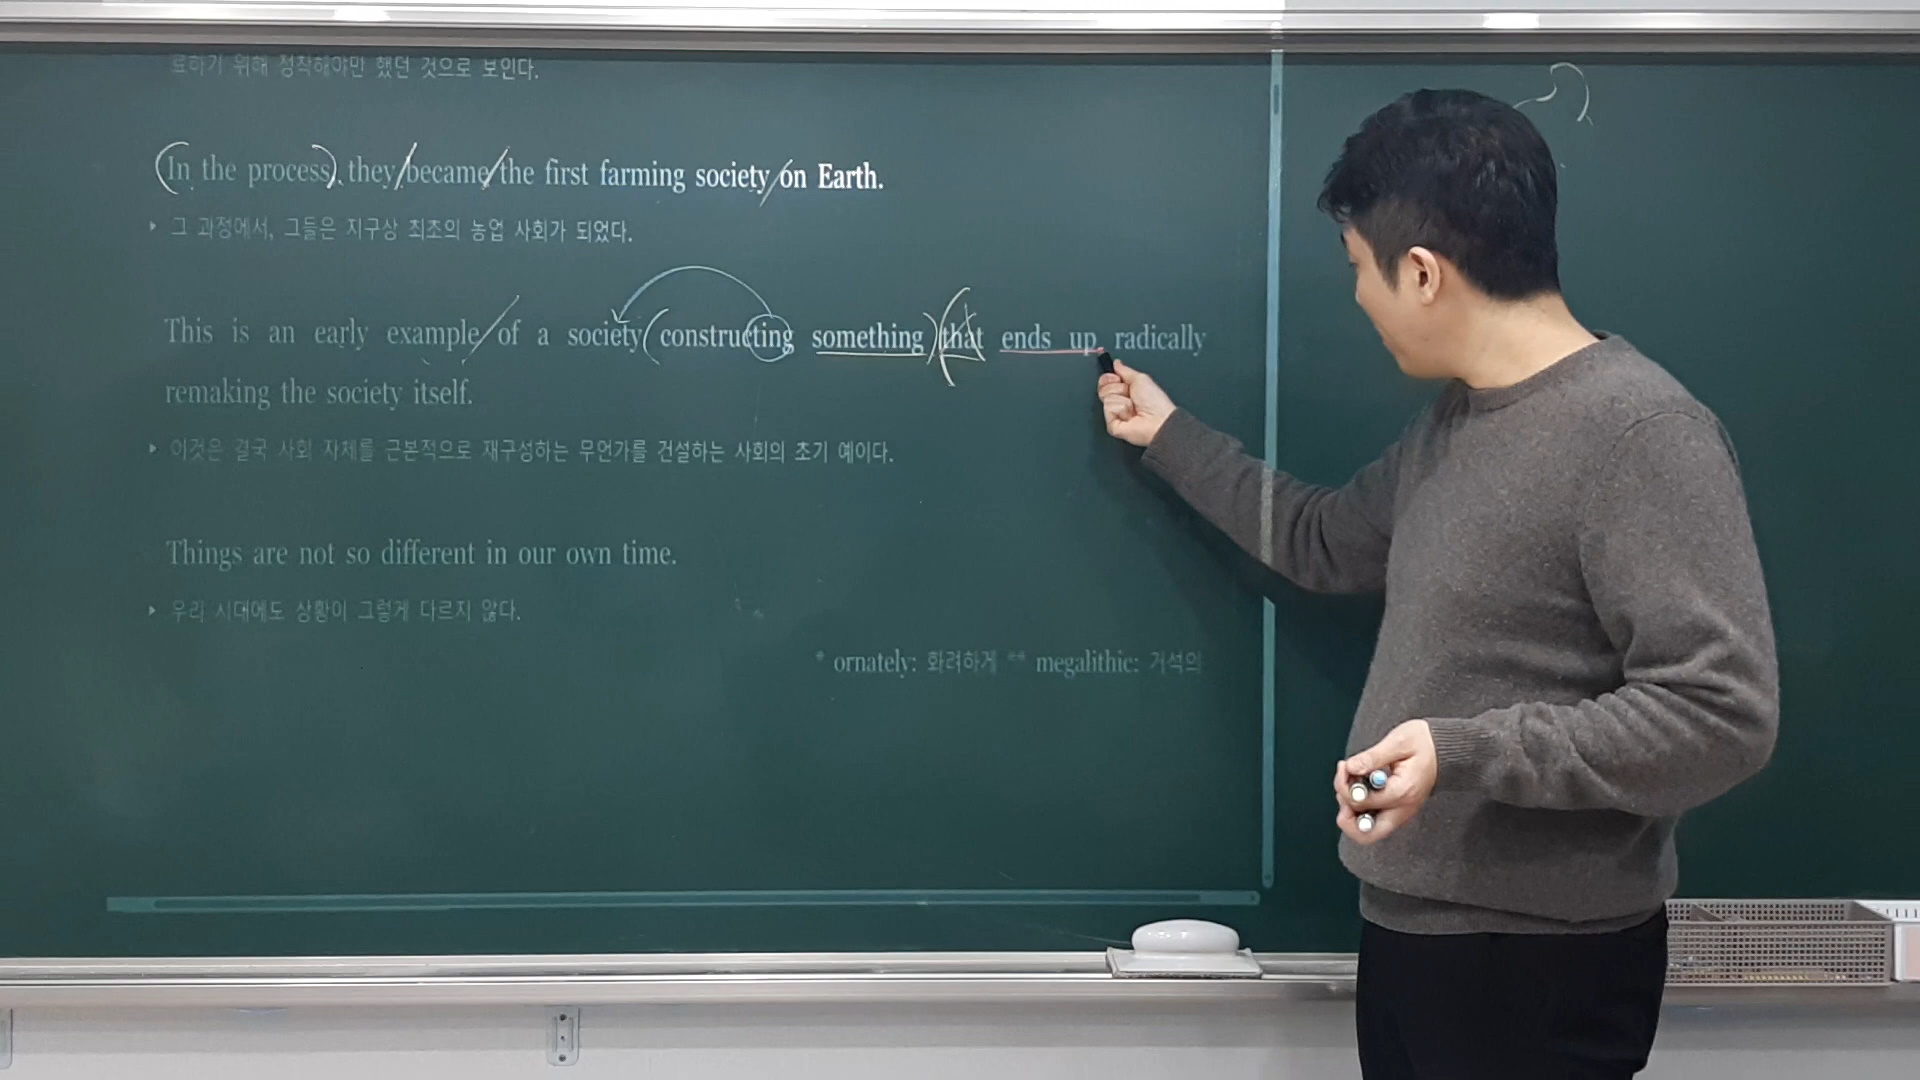 료하기 위해 정착해야만 했던 것으로 보인다.
In the process, they became the first farming society on Earth.
▸ 그 과정에서, 그들은 지구상 최초의 농업 사회가 되었다.
This is an early example of a society constructing something that ends up radically
remaking the society itself.
▸ 이것은 결국 사회 자체를 근본적으로 재구성하는 무언가를 건설하는 사회의 초기 예이다.
Things are not so different in our own time.
▸ 우리 시대에도 상황이 그렇게 다르지 않다.
* ornately: 화려하게 ** megalithic: 거석의